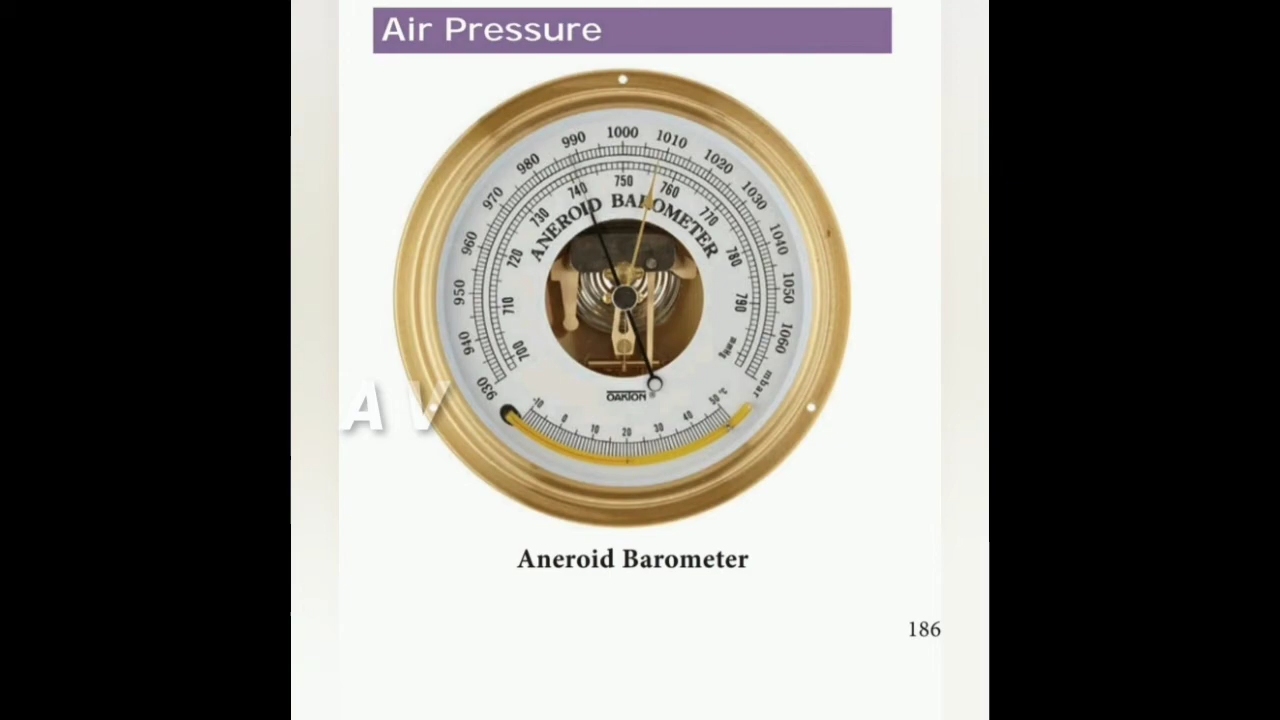 Air Pressure
930 940 950 960 970 980 990 1000 1010 1020 1030 1040 1050 1060 mbar
700 710 720 730 740 750 760 770 780 790 mmHg
ANEROID BAROMETER
OAKTON
-10 0 10 20 30 40 50 °C
AV
Aneroid Barometer
186